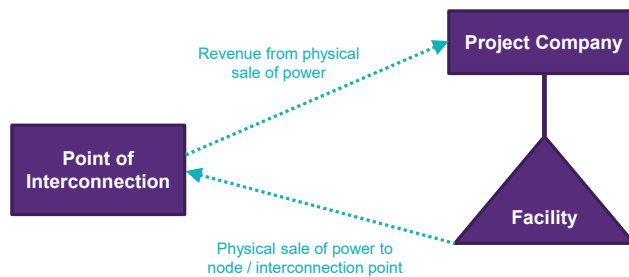 Project Company
Revenue from physical
sale of power
Point of
Interconnection
Facility
Physical sale of power to
node / interconnection point